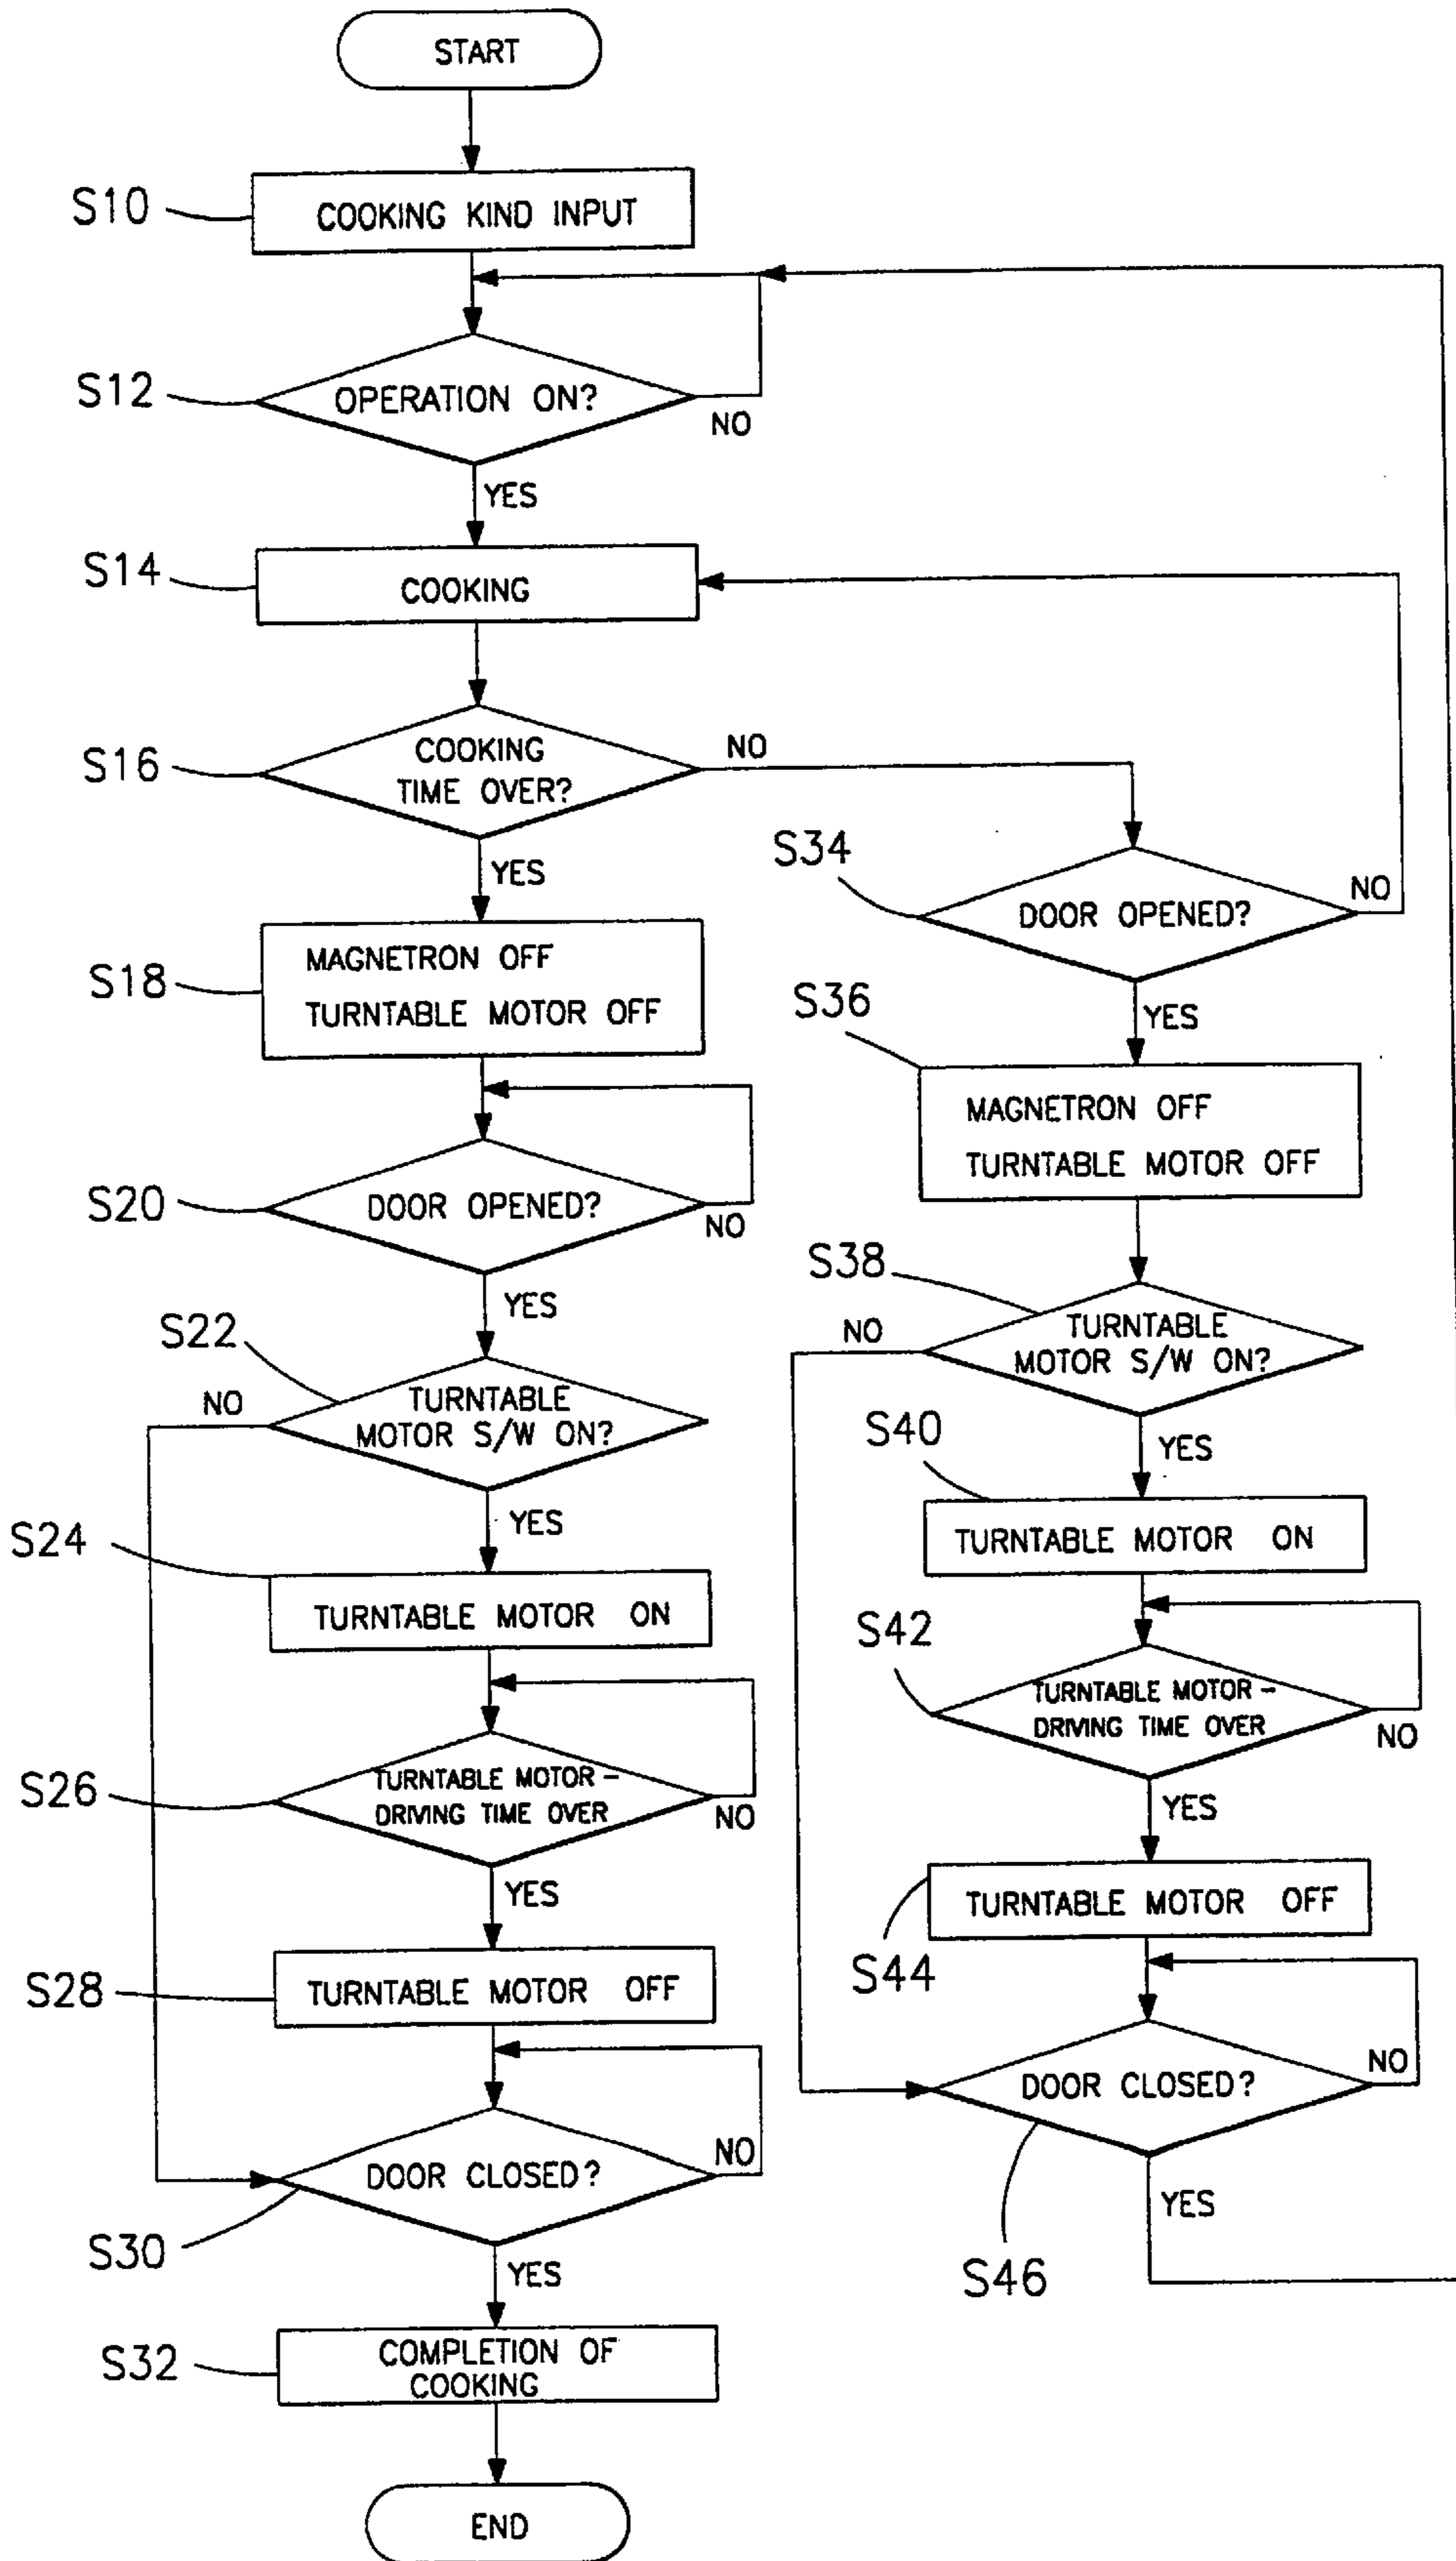 START
S10
COOKING KIND INPUT
S12
OPERATION ON?
NO
YES
S14
COOKING
S16
COOKING
TIME OVER?
NO
YES
S18
MAGNETRON OFF
TURNTABLE MOTOR OFF
S20
DOOR OPENED?
NO
YES
S22
NO
TURNTABLE
MOTOR S/W ON?
YES
S24
TURNTABLE MOTOR ON
S26
TURNTABLE MOTOR-
DRIVING TIME OVER
NO
YES
S28
TURNTABLE MOTOR OFF
S30
DOOR CLOSED?
NO
YES
S32
COMPLETION OF
COOKING
END
S34
DOOR OPENED?
NO
YES
S36
MAGNETRON OFF
TURNTABLE MOTOR OFF
S38
NO
TURNTABLE
MOTOR S/W ON?
YES
S40
TURNTABLE MOTOR ON
S42
TURNTABLE MOTOR-
DRIVING TIME OVER
NO
YES
S44
TURNTABLE MOTOR OFF
DOOR CLOSED?
NO
YES
S46